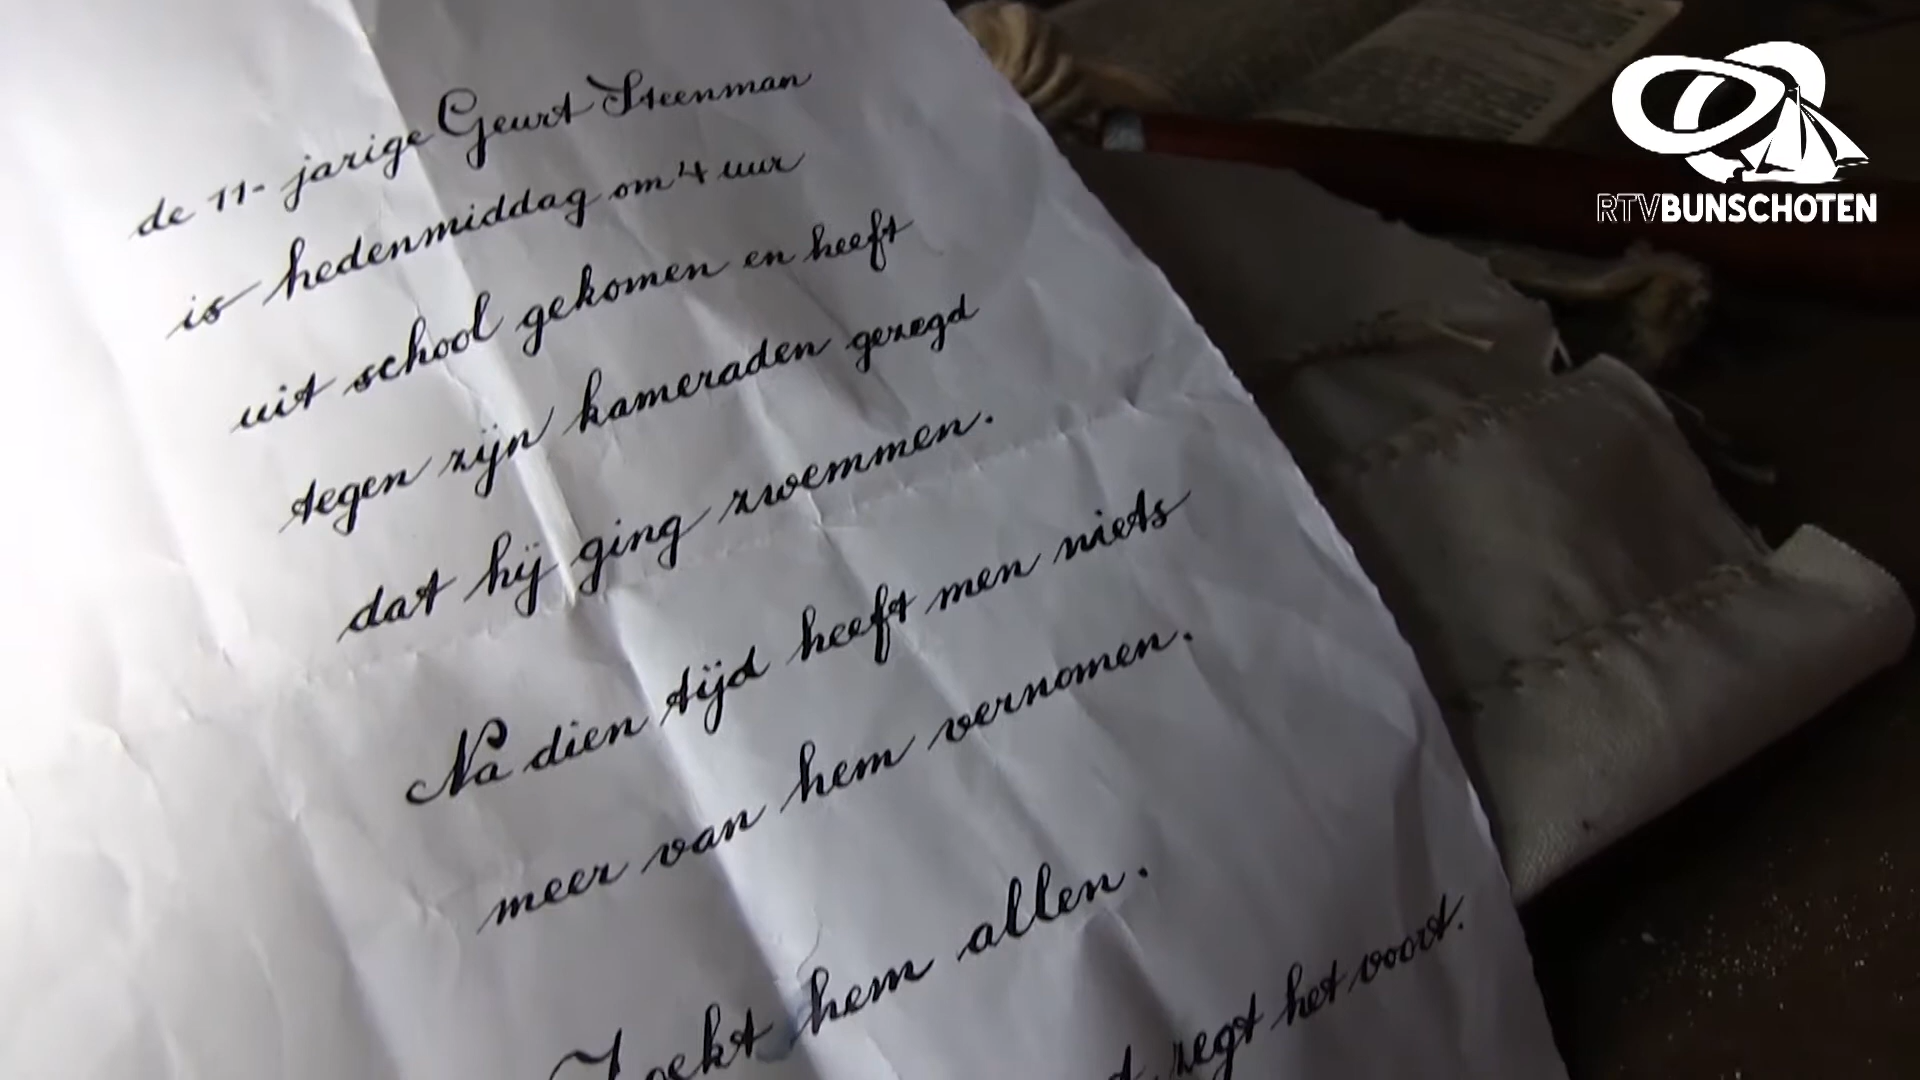 de 11-jarige Geurt Steenman
is hedenmiddag om 4 uur
uit school gekomen en heeft
tegen zijn kameraden gezegd
dat hij ging zwemmen.
Na dien tijd heeft men niets
meer van hem vernomen.
Zoekt hem allen.
zegt het voort.
RTVBUNSCHOTEN